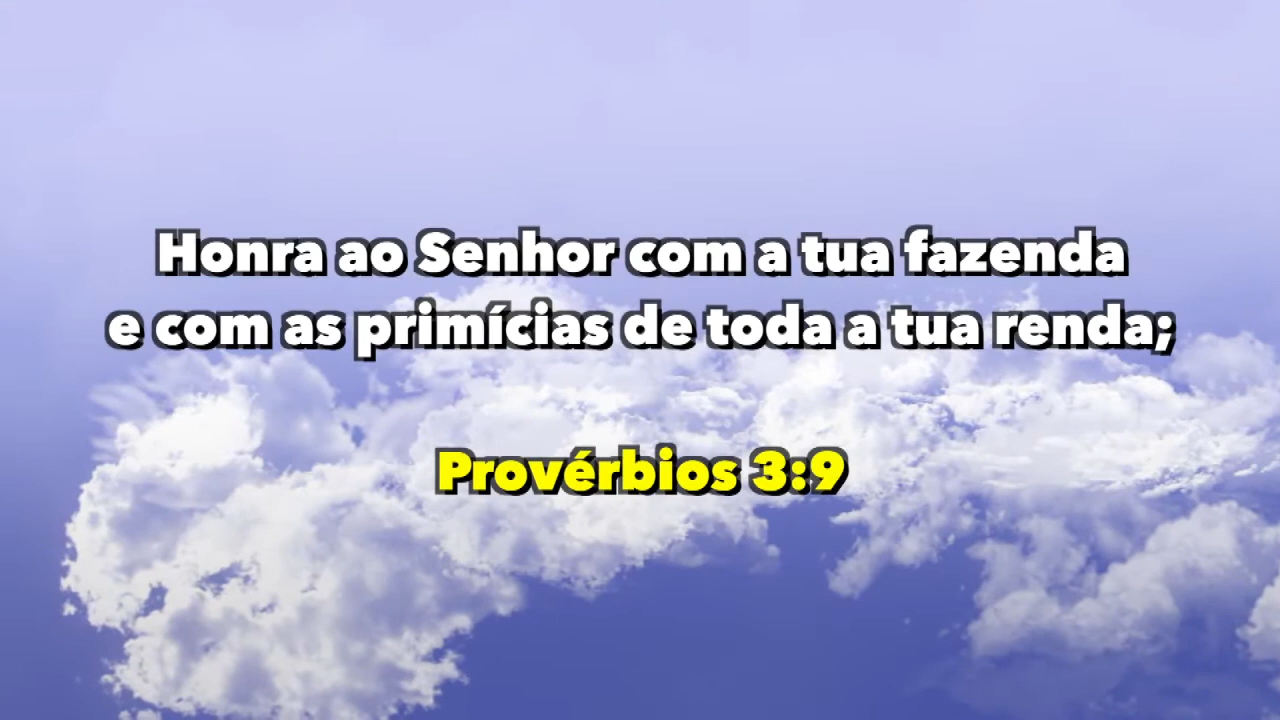 Honra ao Senhor com a tua fazenda
e com as primícias de toda a tua renda;
Provérbios 3:9